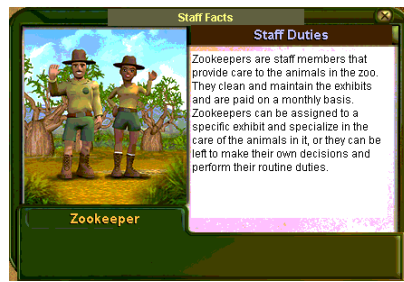 Staff Facts
Staff Duties
Zookeepers are staff members that
provide care to the animals in the zoo.
They clean and maintain the exhibits
and are paid on a monthly basis.
Zookeepers can be assigned to a
specific exhibit and specialize in the
care of the animals in it, or they can be
left to make their own decisions and
perform their routine duties.
Zookeeper